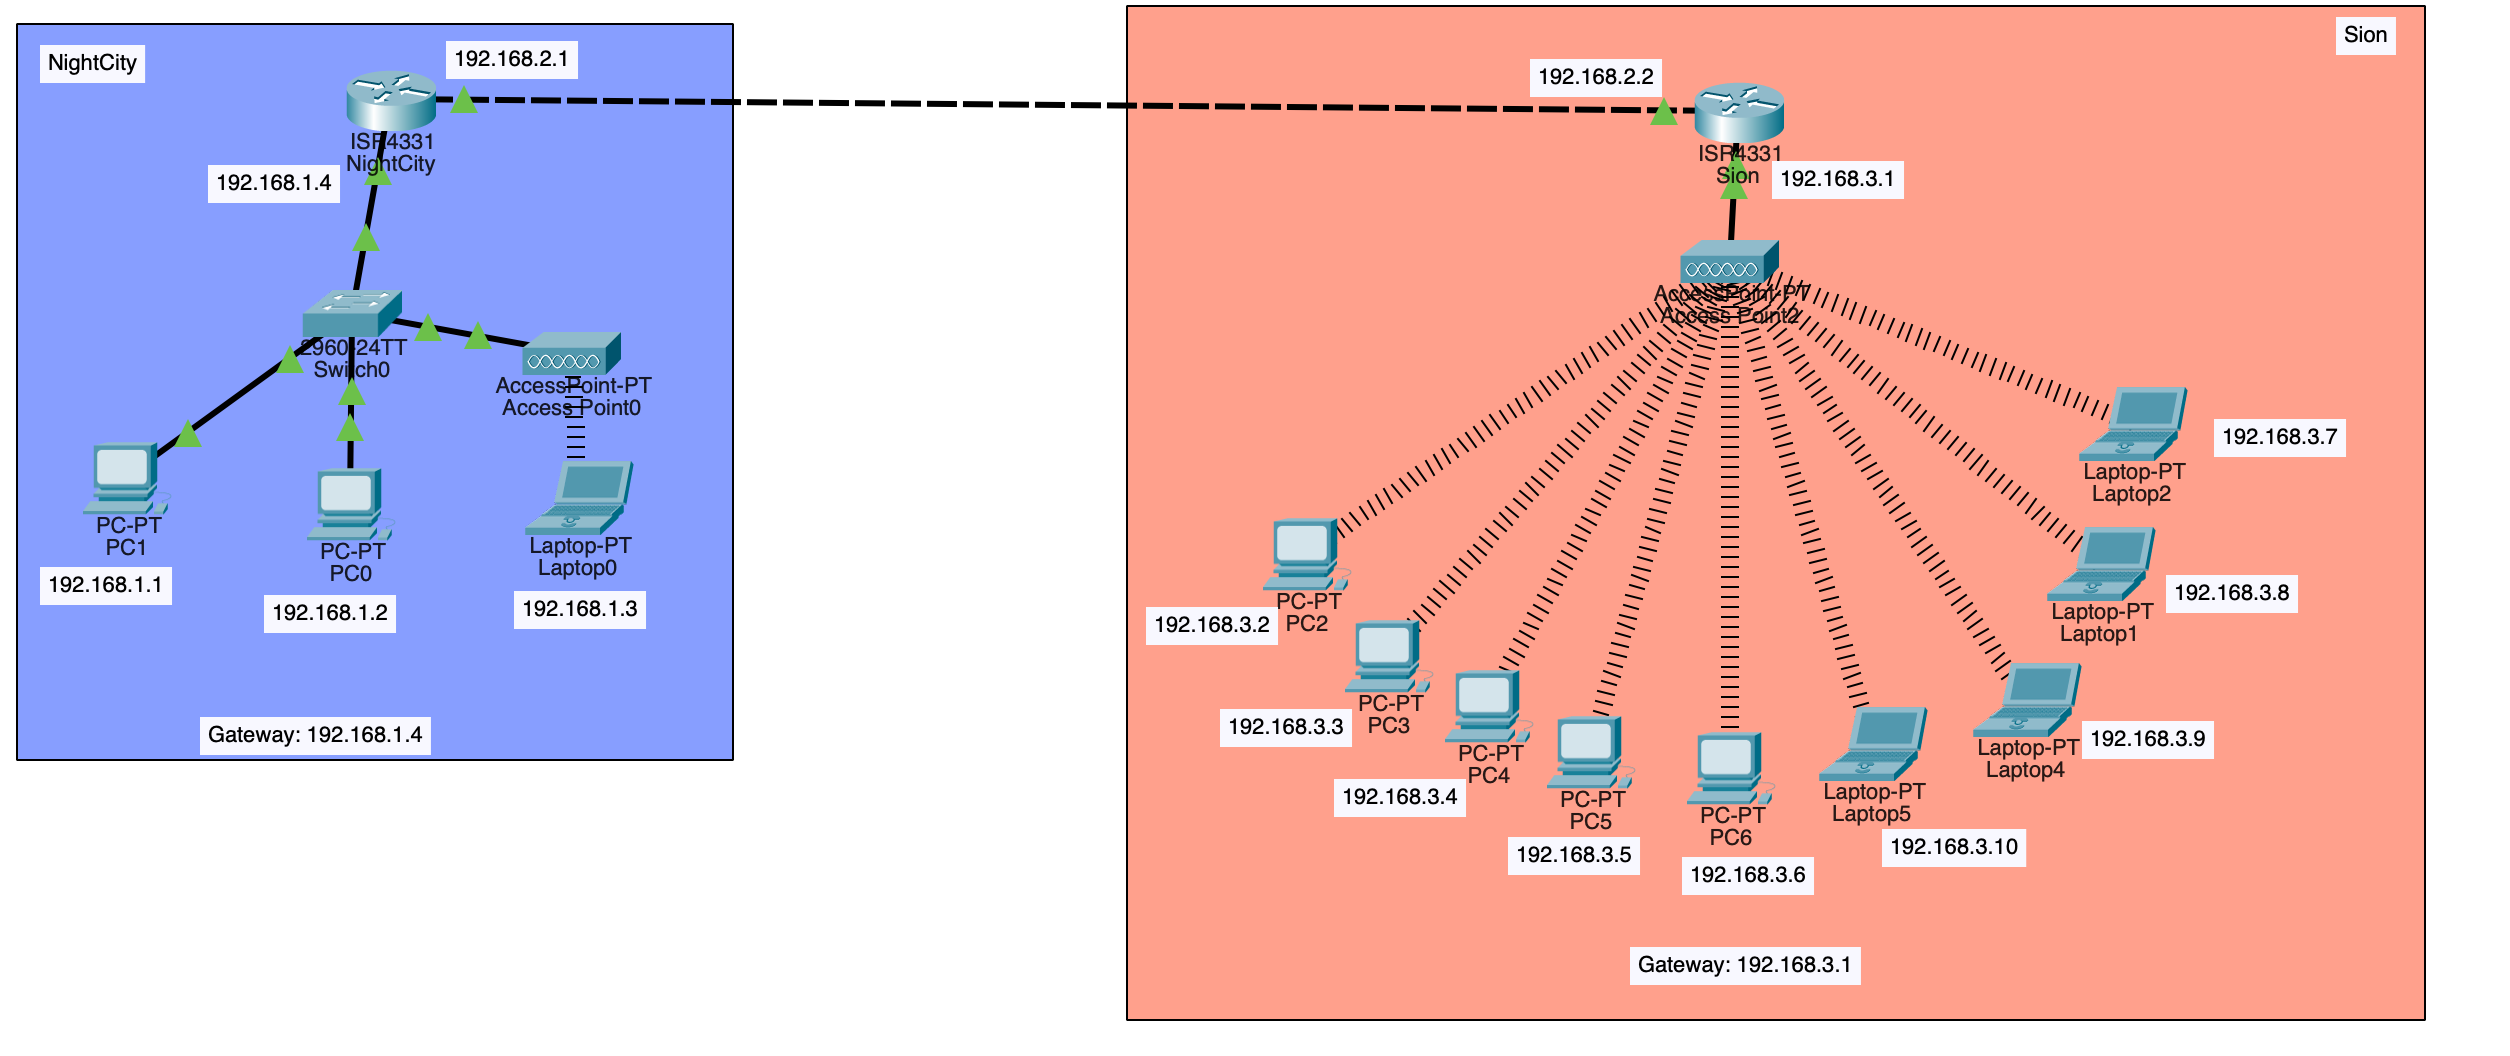 NightCity
192.168.2.1
ISR4331
NightCity
192.168.1.4
2960-24TT
Switch0
AccessPoint-PT
Access Point0
PC-PT
PC1
192.168.1.1
PC-PT
PC0
192.168.1.2
Laptop-PT
Laptop0
192.168.1.3
Gateway: 192.168.1.4
Sion
192.168.2.2
ISR4331
Sion
192.168.3.1
AccessPoint-PT
Access Point2
Laptop-PT
Laptop2
192.168.3.7
Laptop-PT
Laptop1
192.168.3.8
PC-PT
PC2
192.168.3.2
PC-PT
PC3
192.168.3.3
PC-PT
PC4
192.168.3.4
PC-PT
PC5
192.168.3.5
PC-PT
PC6
192.168.3.6
Laptop-PT
Laptop5
192.168.3.10
Laptop-PT
Laptop4
192.168.3.9
Gateway: 192.168.3.1